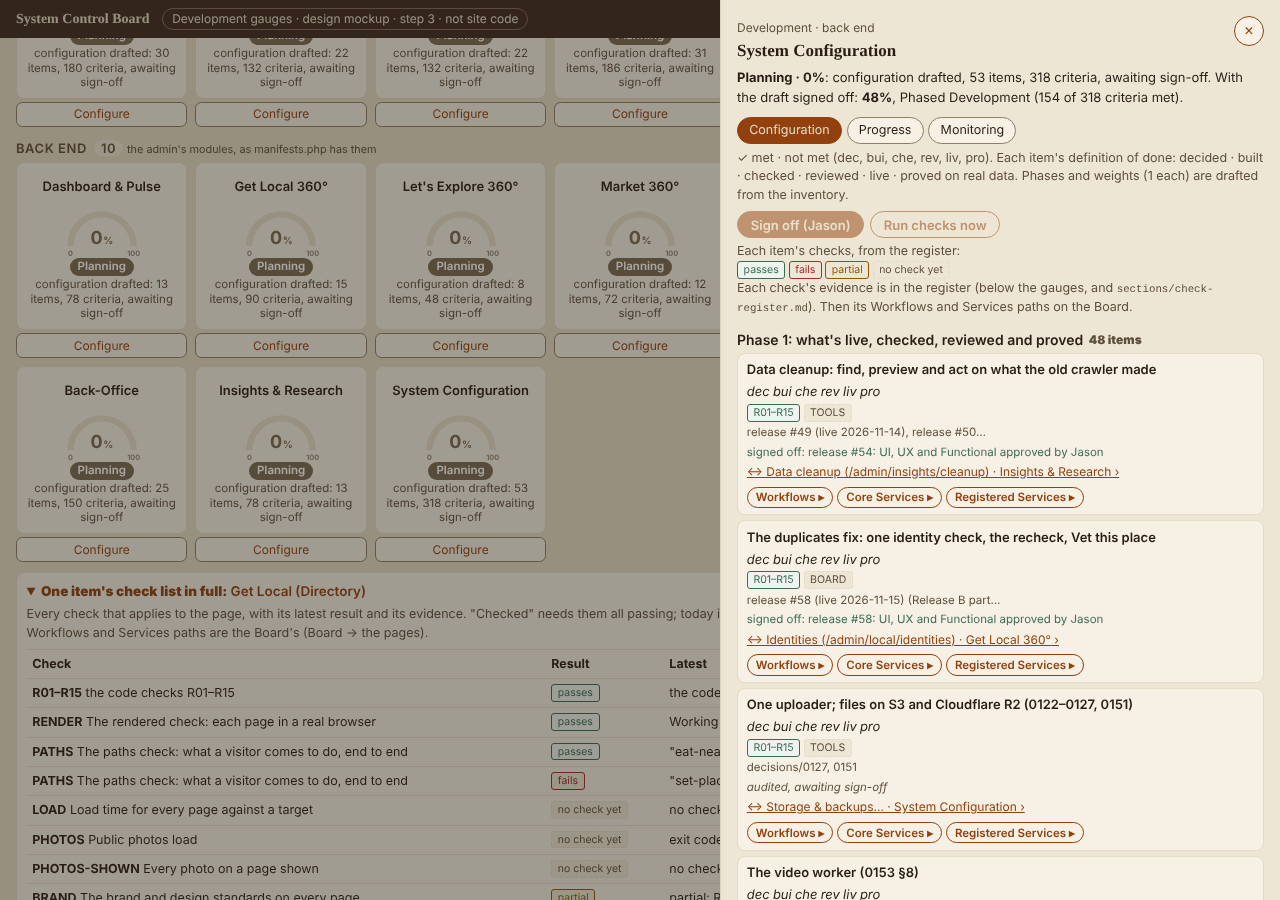 System Control Board
Development gauges · design mockup · step 3 · not site code
configuration drafted: 30 items, 180 criteria, awaiting sign-off
configuration drafted: 22 items, 132 criteria, awaiting sign-off
configuration drafted: 22 items, 132 criteria, awaiting sign-off
configuration drafted: 31 items, 186 criteria, awaiting sign-off
Configure
Configure
Configure
Configure
BACK END 10 the admin's modules, as manifests.php has them
Dashboard & Pulse
0%
0 100
Planning
configuration drafted: 13 items, 78 criteria, awaiting sign-off
Configure
Get Local 360°
0%
0 100
Planning
configuration drafted: 15 items, 90 criteria, awaiting sign-off
Configure
Let's Explore 360°
0%
0 100
Planning
configuration drafted: 8 items, 48 criteria, awaiting sign-off
Configure
Market 360°
0%
0 100
Planning
configuration drafted: 12 items, 72 criteria, awaiting sign-off
Configure
Back-Office
0%
0 100
Planning
configuration drafted: 25 items, 150 criteria, awaiting sign-off
Configure
Insights & Research
0%
0 100
Planning
configuration drafted: 13 items, 78 criteria, awaiting sign-off
Configure
System Configuration
0%
0 100
Planning
configuration drafted: 53 items, 318 criteria, awaiting sign-off
Configure
▼ One item's check list in full: Get Local (Directory)
Every check that applies to the page, with its latest result and its evidence. "Checked" needs them all passing; today i
Workflows and Services paths are the Board's (Board → the pages).
Check Result Latest
R01–R15 the code checks R01–R15 passes the code
RENDER The rendered check: each page in a real browser passes Working
PATHS The paths check: what a visitor comes to do, end to end passes "eat-nea
PATHS The paths check: what a visitor comes to do, end to end fails "set-plac
LOAD Load time for every page against a target no check yet no check
PHOTOS Public photos load no check yet exit code
PHOTOS-SHOWN Every photo on a page shown no check yet no check
BRAND The brand and design standards on every page partial partial: R
Development · back end
×
System Configuration
Planning · 0%: configuration drafted, 53 items, 318 criteria, awaiting sign-off. With
the draft signed off: 48%, Phased Development (154 of 318 criteria met).
Configuration Progress Monitoring
✓ met · not met (dec, bui, che, rev, liv, pro). Each item's definition of done: decided · built
· checked · reviewed · live · proved on real data. Phases and weights (1 each) are drafted
from the inventory.
Sign off (Jason) Run checks now
Each item's checks, from the register:
passes fails partial no check yet
Each check's evidence is in the register (below the gauges, and sections/check-
register.md). Then its Workflows and Services paths on the Board.
Phase 1: what's live, checked, reviewed and proved 48 items
Data cleanup: find, preview and act on what the old crawler made
dec bui che rev liv pro
R01–R15 TOOLS
release #49 (live 2026-11-14), release #50…
signed off: release #54: UI, UX and Functional approved by Jason
↔ Data cleanup (/admin/insights/cleanup) · Insights & Research ›
Workflows ▸ Core Services ▸ Registered Services ▸
The duplicates fix: one identity check, the recheck, Vet this place
dec bui che rev liv pro
R01–R15 BOARD
release #58 (live 2026-11-15) (Release B part…
signed off: release #58: UI, UX and Functional approved by Jason
↔ Identities (/admin/local/identities) · Get Local 360° ›
Workflows ▸ Core Services ▸ Registered Services ▸
One uploader; files on S3 and Cloudflare R2 (0122–0127, 0151)
dec bui che rev liv pro
R01–R15 TOOLS
decisions/0127, 0151
audited, awaiting sign-off
↔ Storage & backups… · System Configuration ›
Workflows ▸ Core Services ▸ Registered Services ▸
The video worker (0153 §8)
dec bui che rev liv pro